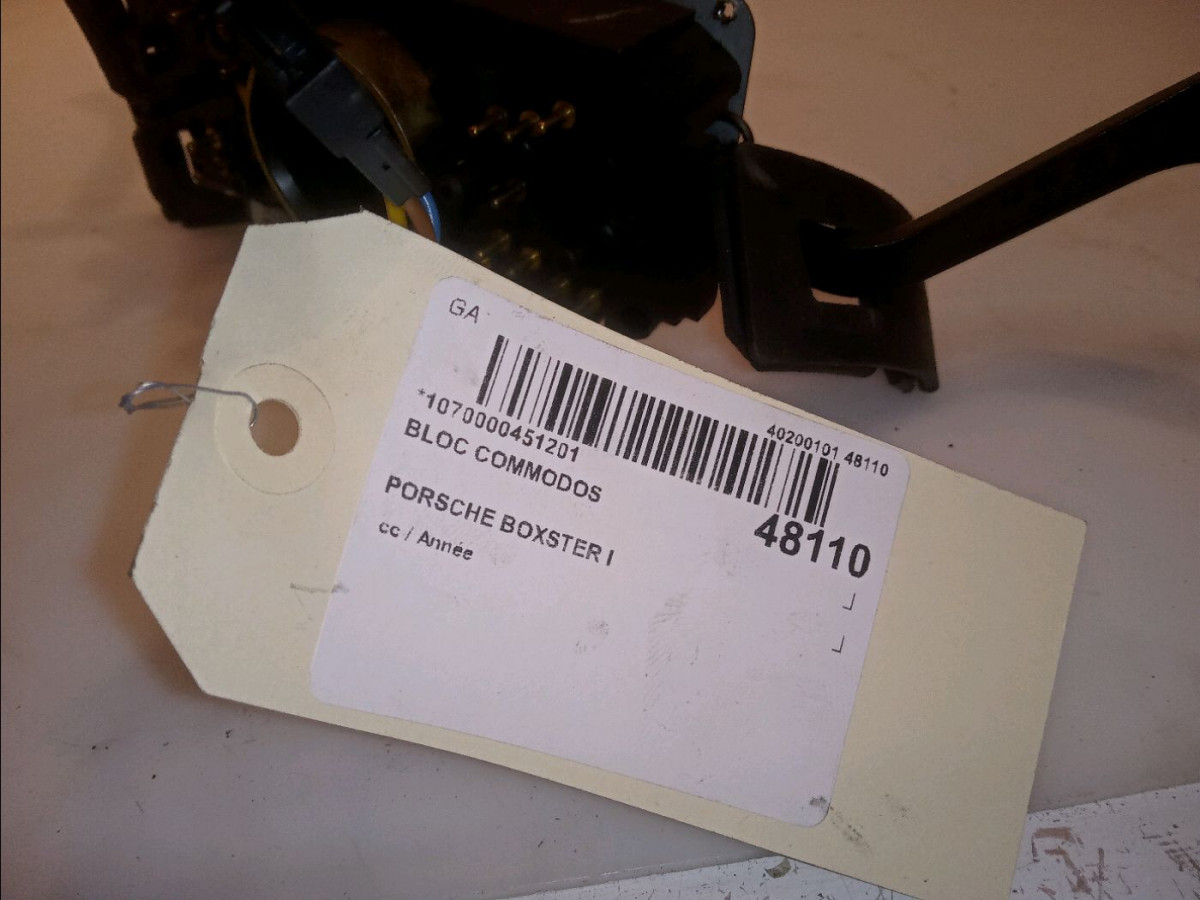 GA
40200101 48110
*1070000451201
BLOC COMMODOS
48110
PORSCHE BOXSTER I
cc / Année